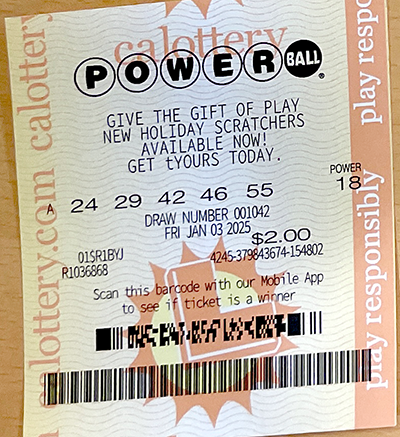 calottery
POWERBALL®
GIVE THE GIFT OF PLAY
NEW HOLIDAY SCRATCHERS
AVAILABLE NOW!
GET tYOURS TODAY.
POWER
A 24 29 42 46 55 18
DRAW NUMBER 001042
FRI JAN 03 2025
$2.00
01$R1BYJ 4245-379843674-154802
R1036868
Scan this barcode with our Mobile App
to see if ticket is a winner
calottery.com calottery
play responsibly play resp